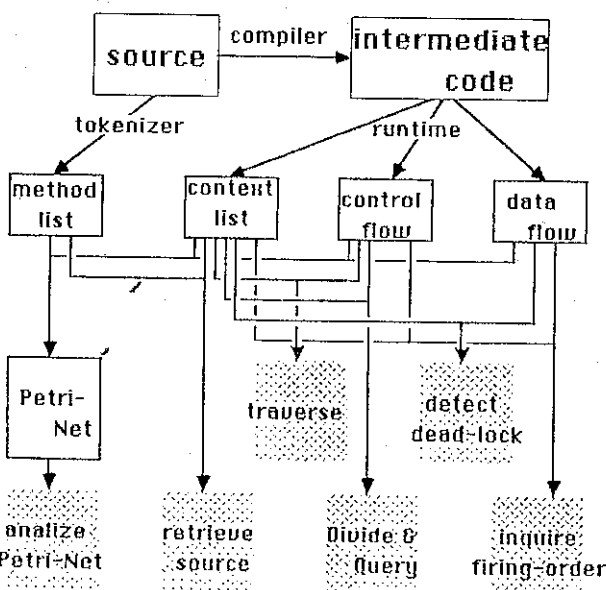 source
compiler
intermediate
code
tokenizer
runtime
method
list
context
list
control
flow
data
flow
Petri-
Net
traverse
detect
dead-lock
analize
Petri-Net
retrieve
source
Divide &
Query
inquire
firing-order